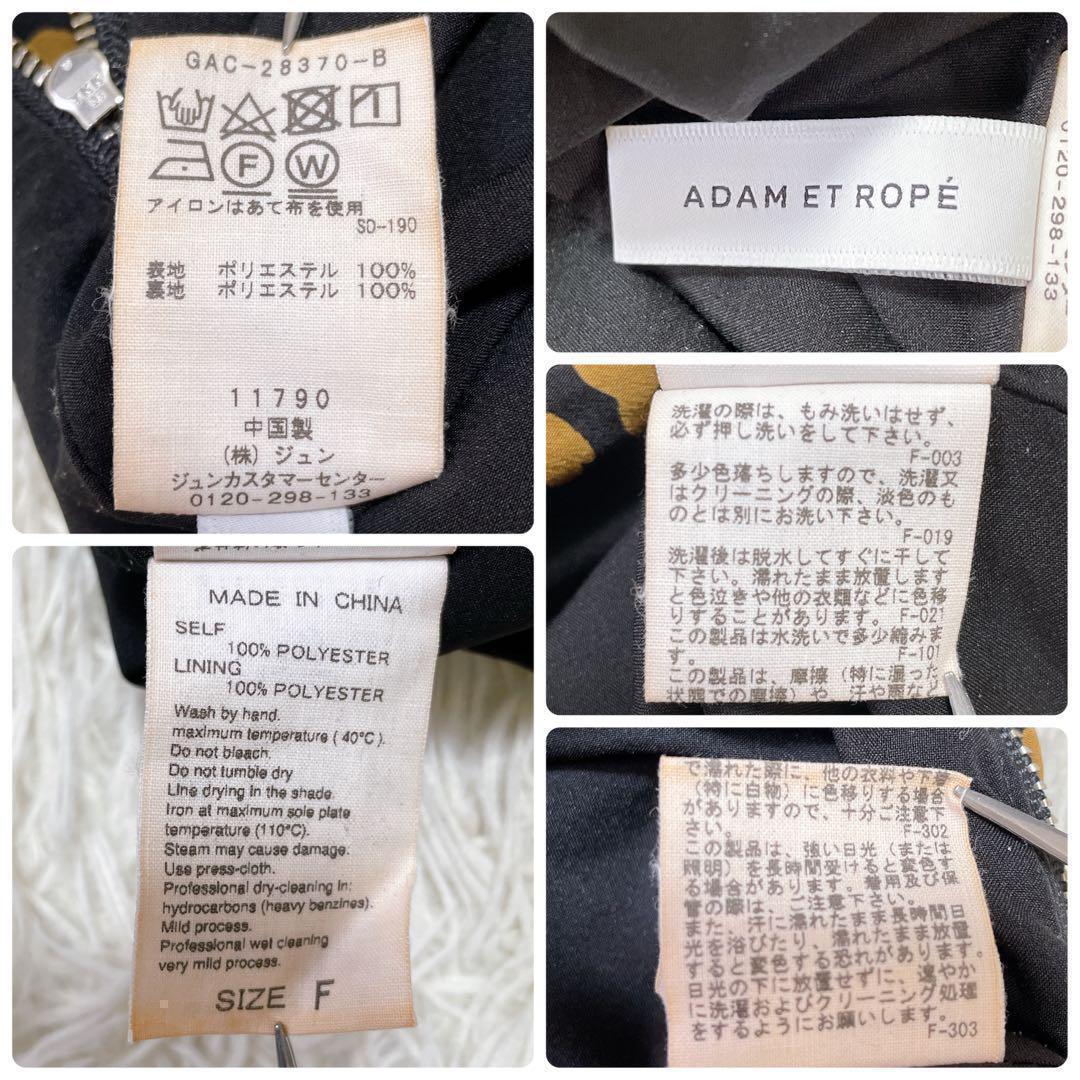 GAC-28370-B
F
W
アイロンはあて布を使用
SD-190
表地 ポリエステル 100%
裏地 ポリエステル 100%
11790
中国製
(株) ジュン
ジュンカスタマーセンター
0120-298-133
ADAM ET ROPÉ
0120-298-133
洗濯の際は、もみ洗いはせず、
必ず押し洗いをして下さい。
F-003
多少色落ちしますので、洗濯又
はクリーニングの際、淡色のも
のとは別にお洗い下さい。
F-019
洗濯後は脱水してすぐに干して
下さい。濡れたまま放置します
と色泣きや他の衣類などに色移
りすることがあります。F-021
この製品は水洗いで多少縮みま
す。 F-101
この製品は、摩擦(特に湿った
状態での摩擦)や、汗や雨など
MADE IN CHINA
SELF
100% POLYESTER
LINING
100% POLYESTER
Wash by hand.
maximum temperature ( 40°C ).
Do not bleach.
Do not tumble dry
Line drying in the shade.
Iron at maximum sole plate
temperature (110°C).
Steam may cause damage.
Use press-cloth.
Professional dry-cleaning in:
hydrocarbons (heavy benzines).
Mild process.
Professional wet cleaning
very mild process.
SIZE F
で濡れた際に、他の衣料や下着
(特に白物)に色移りする場合
がありますので、十分ご注意下
さい。 F-302
この製品は、強い日光(または
照明)を長時間受けると変色す
る場合があります。着用及び保
管の際は、ご注意下さい。
また、汗に濡れたまま長時間日
光を浴びたり、濡れたまま放置
すると変色する恐れがあります。
日光の下に放置せずに、速やか
に洗濯およびクリーニング処理
をするようにお願いします。
F-303